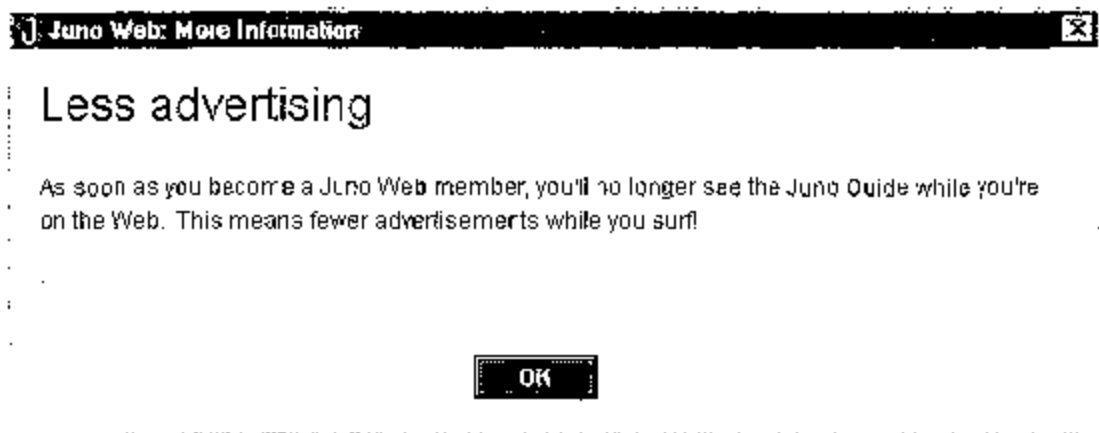 Juno Web: More Information
Less advertising
As soon as you become a Juno Web member, you'll no longer see the Juno Guide while you're
on the Web. This means fewer advertisements while you surf!
OK